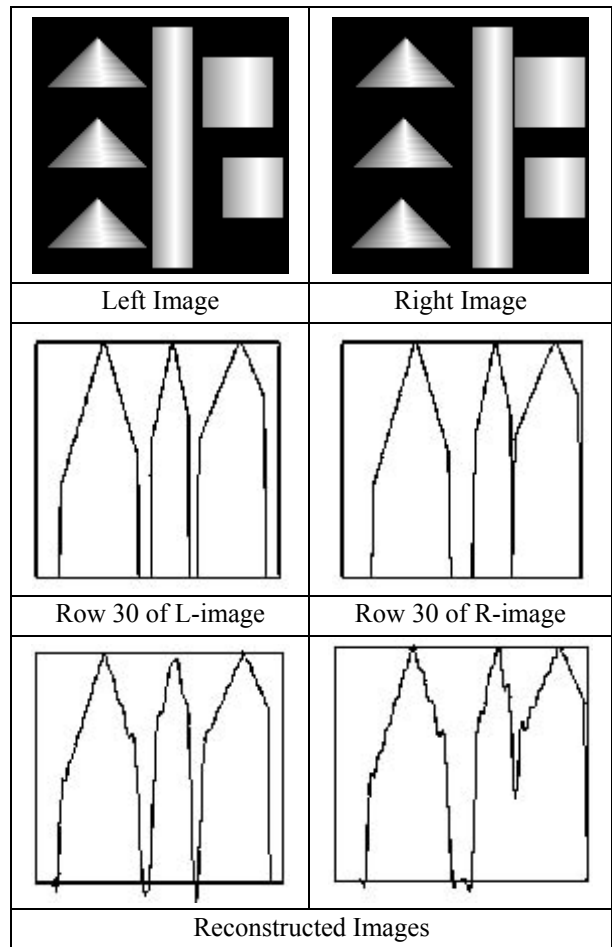 Left Image
Right Image
Row 30 of L-image
Row 30 of R-image
Reconstructed Images